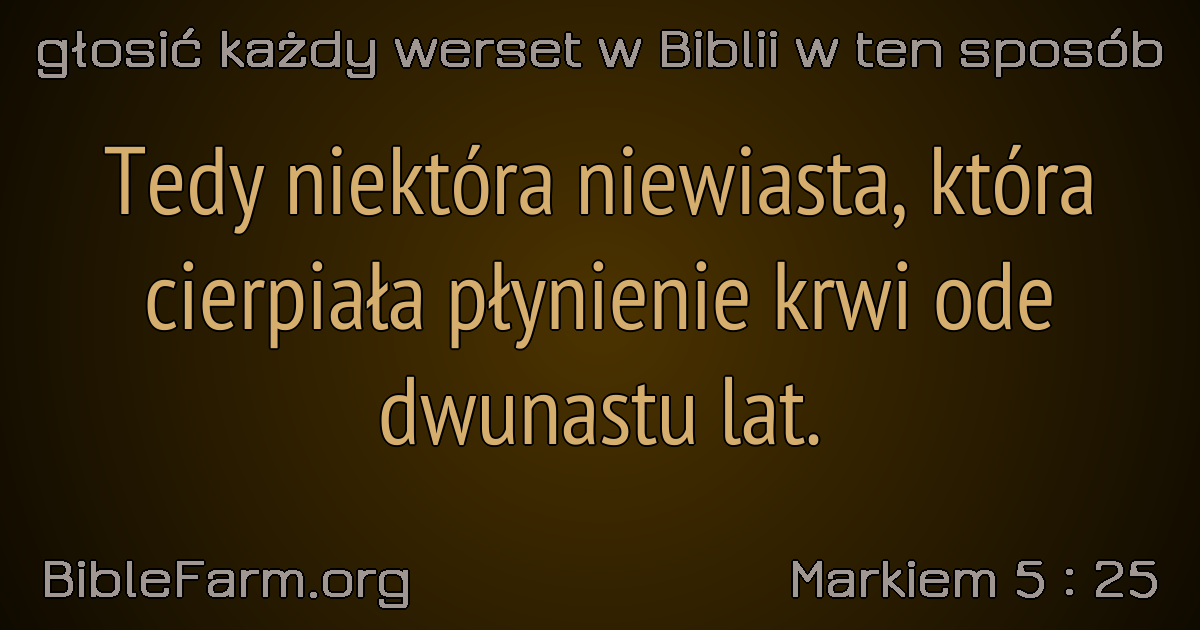 głosić każdy werset w Biblii w ten sposób
Tedy niektóra niewiasta, która
cierpiała płynienie krwi ode
dwunastu lat.
BibleFarm.org
Markiem 5 : 25